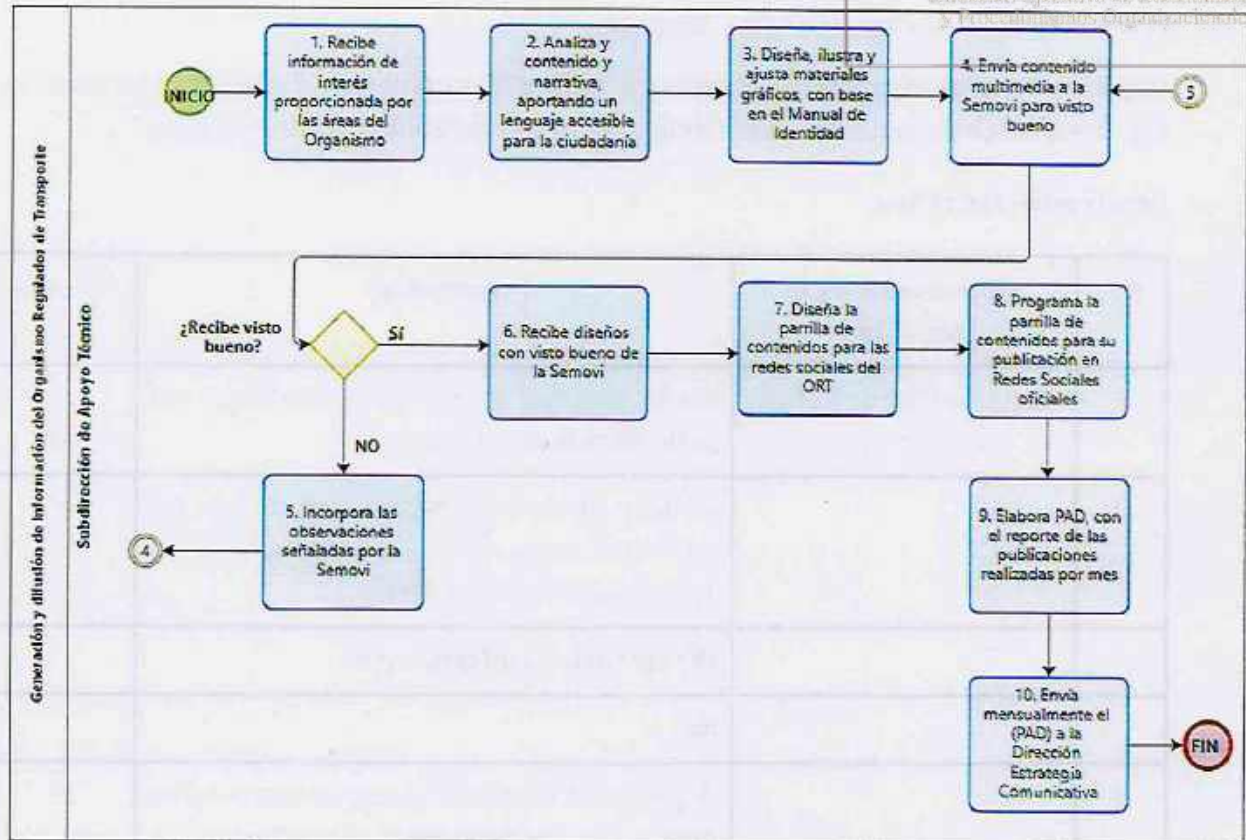 y Procedimientos Organizacionales
Generación y difusión de Información del Organismo Regulador de Transporte
Subdirección de Apoyo Técnico
INICIO
1. Recibe
información de
interés
proporcionada por
las áreas del
Organismo
2. Analiza y
contenido y
narrativa,
aportando un
lenguaje accesible
para la ciudadanía
3. Diseña, ilustra y
ajusta materiales
gráficos, con base
en el Manual de
Identidad
4. Envía contenido
multimedia a la
Semovi para visto
bueno
5
¿Recibe visto
bueno?
Sí
6. Recibe diseños
con visto bueno de
la Semovi
7. Diseña la
parrilla de
contenidos para las
redes sociales del
ORT
8. Programa la
parrilla de
contenidos para su
publicación en
Redes Sociales
oficiales
NO
5. Incorpora las
observaciones
señaladas por la
Semovi
4
9. Elabora PAD, con
el reporte de las
publicaciones
realizadas por mes
10. Envía
mensualmente el
(PAD) a la
Dirección
Estrategia
Comunicativa
FIN